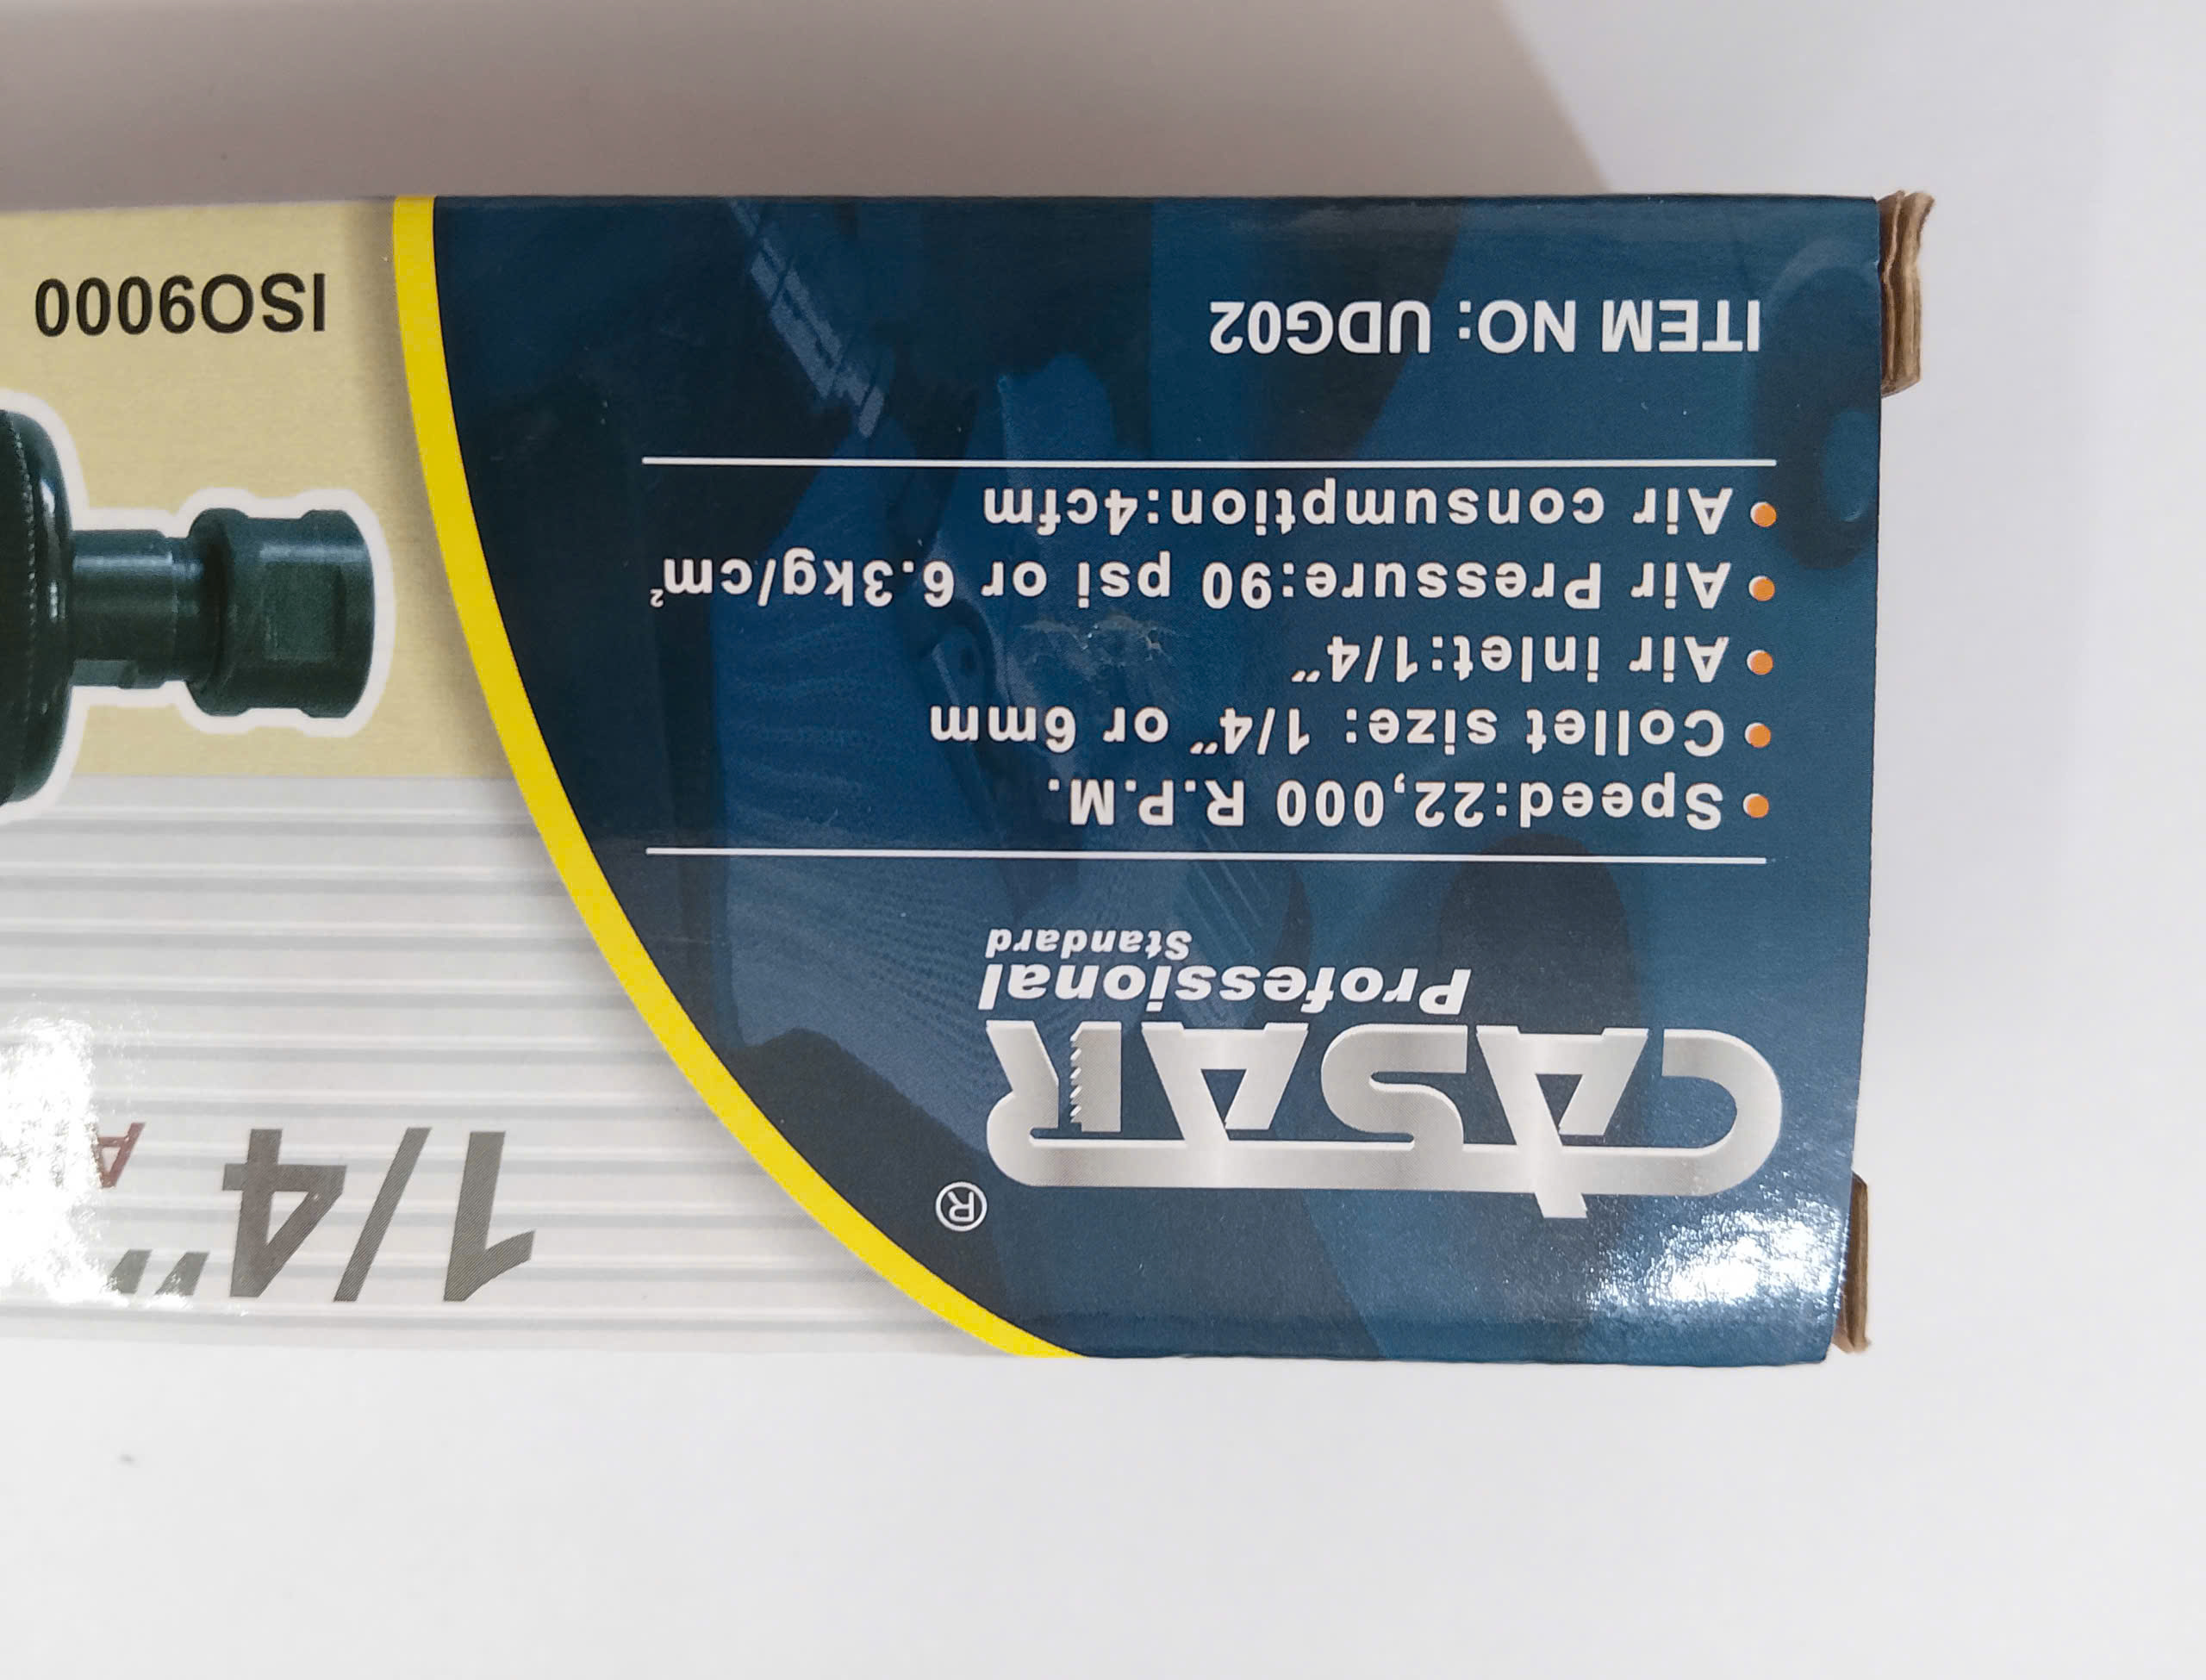 CASAR®
Professional
Standard
• Speed:22,000 R.P.M.
• Collet size: 1/4" or 6mm
• Air inlet:1/4"
• Air Pressure:90 psi or 6.3kg/cm²
• Air consumption:4cfm
ITEM NO: UDG02
1/4"
A
ISO9000